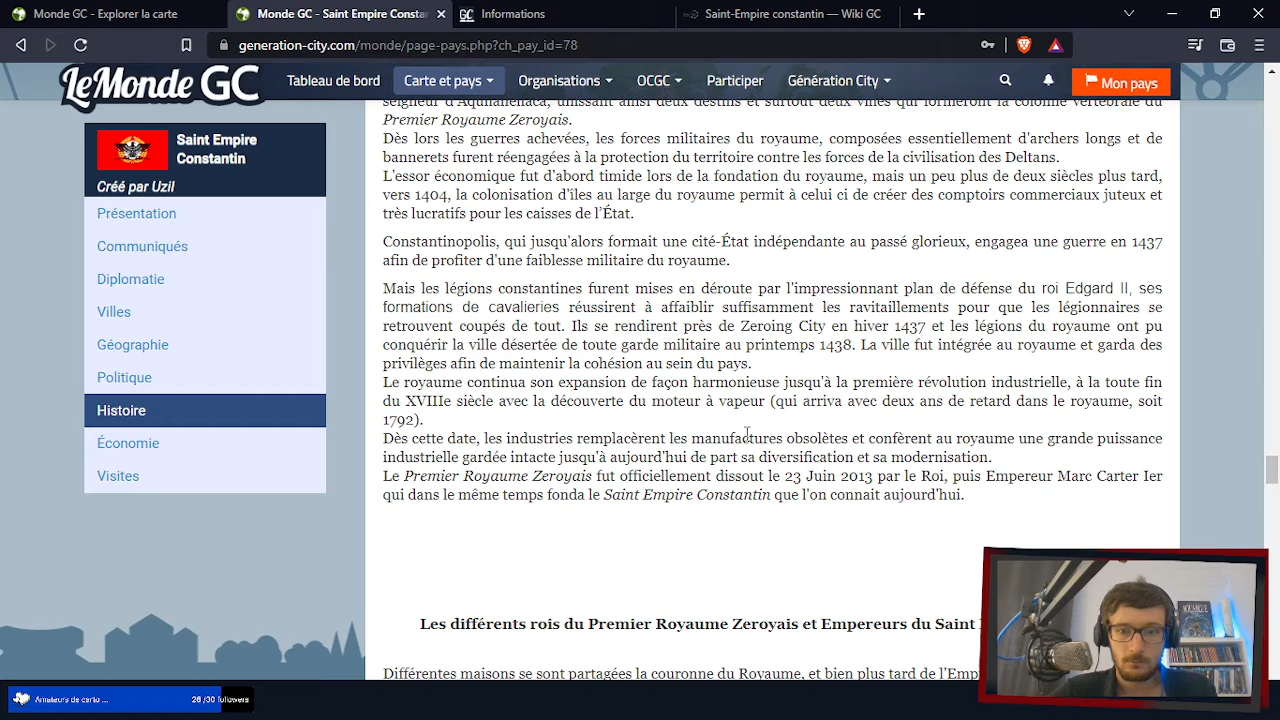 Monde GC - Explorer la carte
Monde GC - Saint Empire Constar
GC Informations
Saint-Empire constantin — Wiki GC
generation-city.com/monde/page-pays.php?ch_pay_id=78
LeMonde GC
Tableau de bord
Carte et pays
Organisations
OCGC
Participer
Génération City
Mon pays
Saint Empire
Constantin
Créé par Uzil
Présentation
Communiqués
Diplomatie
Villes
Géographie
Politique
Histoire
Économie
Visites
seigneur d'Aquitanenaca, unissant ainsi deux destins et surtout deux villes qui formeront la colonne vertébrale du
Premier Royaume Zeroyais.
Dès lors les guerres achevées, les forces militaires du royaume, composées essentiellement d'archers longs et de
bannerets furent réengagées à la protection du territoire contre les forces de la civilisation des Deltans.
L'essor économique fut d'abord timide lors de la fondation du royaume, mais un peu plus de deux siècles plus tard,
vers 1404, la colonisation d'îles au large du royaume permit à celui ci de créer des comptoirs commerciaux juteux et
très lucratifs pour les caisses de l'État.
Constantinopolis, qui jusqu'alors formait une cité-État indépendante au passé glorieux, engagea une guerre en 1437
afin de profiter d'une faiblesse militaire du royaume.
Mais les légions constantines furent mises en déroute par l'impressionnant plan de défense du roi Edgard II, ses
formations de cavalieries réussirent à affaiblir suffisamment les ravitaillements pour que les légionnaires se
retrouvent coupés de tout. Ils se rendirent près de Zeroing City en hiver 1437 et les légions du royaume ont pu
conquérir la ville désertée de toute garde militaire au printemps 1438. La ville fut intégrée au royaume et garda des
privilèges afin de maintenir la cohésion au sein du pays.
Le royaume continua son expansion de façon harmonieuse jusqu'à la première révolution industrielle, à la toute fin
du XVIIIe siècle avec la découverte du moteur à vapeur (qui arriva avec deux ans de retard dans le royaume, soit
1792).
Dès cette date, les industries remplacèrent les manufactures obsolètes et confèrent au royaume une grande puissance
industrielle gardée intacte jusqu'à aujourd'hui de part sa diversification et sa modernisation.
Le Premier Royaume Zeroyais fut officiellement dissout le 23 Juin 2013 par le Roi, puis Empereur Marc Carter Ier
qui dans le même temps fonda le Saint Empire Constantin que l'on connait aujourd'hui.
Les différents rois du Premier Royaume Zeroyais et Empereurs du Saint
Différentes maisons se sont partagées la couronne du Royaume, et bien plus tard de l'Emp
Amateurs de carto ...
26 /30 followers